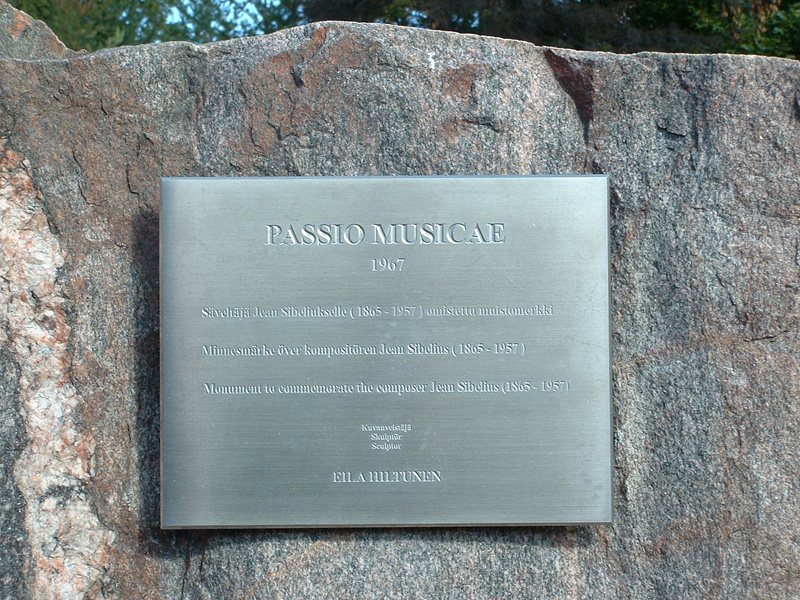 PASSIO MUSICAE
1967
Säveltäjä Jean Sibeliukselle ( 1865 - 1957 ) omistettu muistomerkki
Minnesmärke över kompositören Jean Sibelius ( 1865 - 1957 )
Monument to commemorate the composer Jean Sibelius (1865 - 1957)
Kuvanveistäjä
Skulptör
Sculptor
EILA HILTUNEN